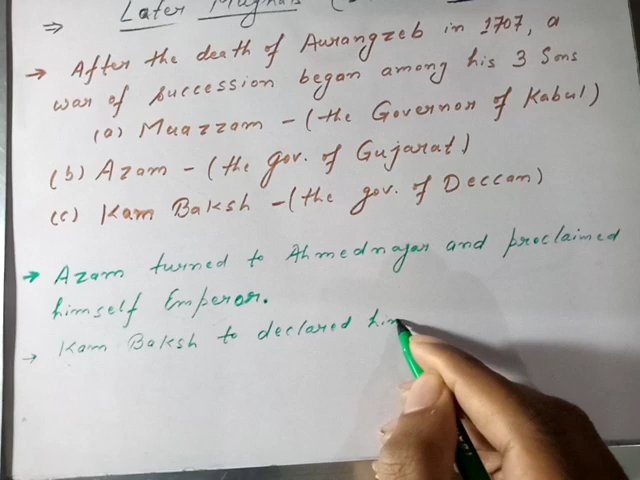 ⇒ Later Mughals (
→ After the death of Aurangzeb in 1707, a
war of succession began among his 3 Sons
(a) Muazzam - (the Governor of Kabul)
(b) Azam - (the gov. of Gujarat)
(c) Kam Baksh - (the gov. of Deccan)
→ Azam turned to Ahmednagar and proclaimed
himself Emperor.
→ Kam Baksh to declared him